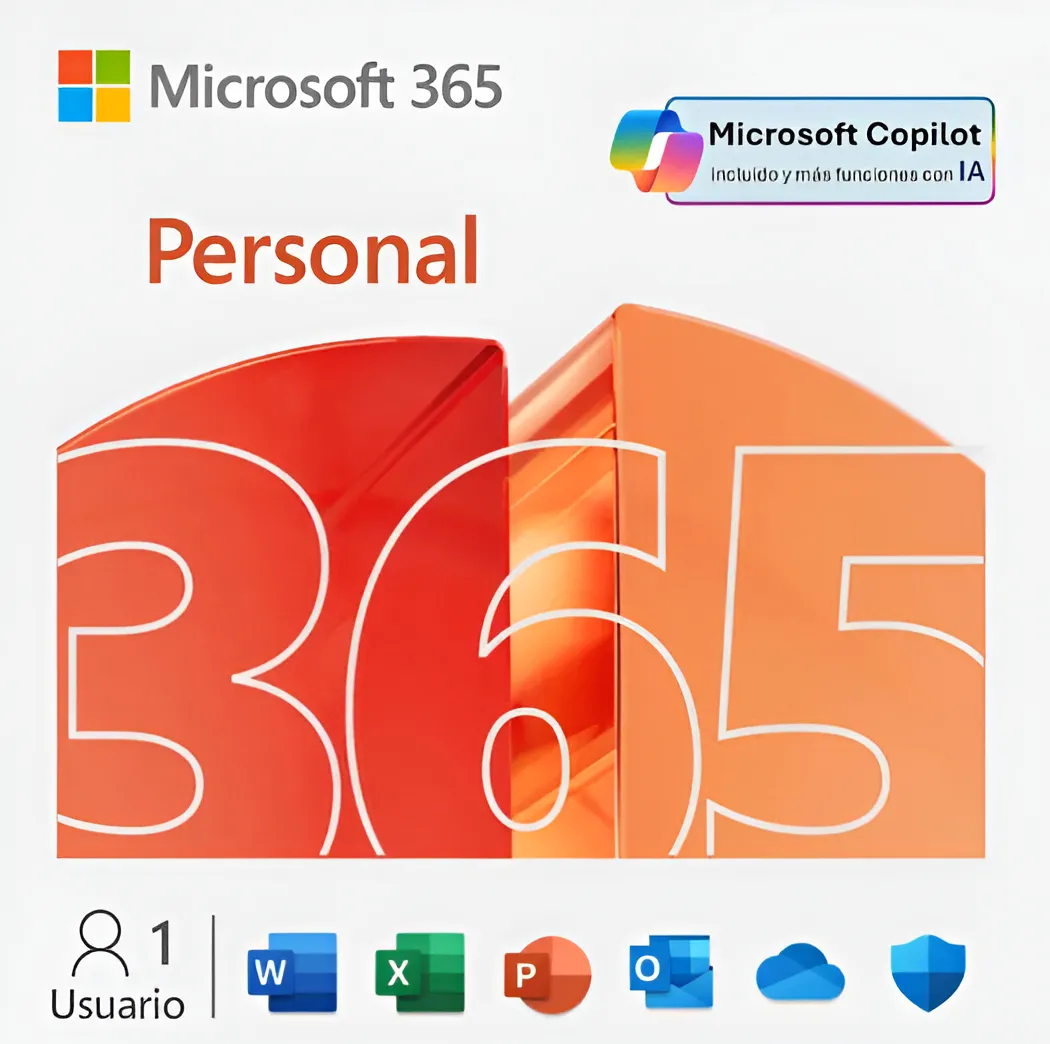 Microsoft 365
Microsoft Copilot
Incluido y más funciones con IA
Personal
365
1
Usuario
W
X
P
O